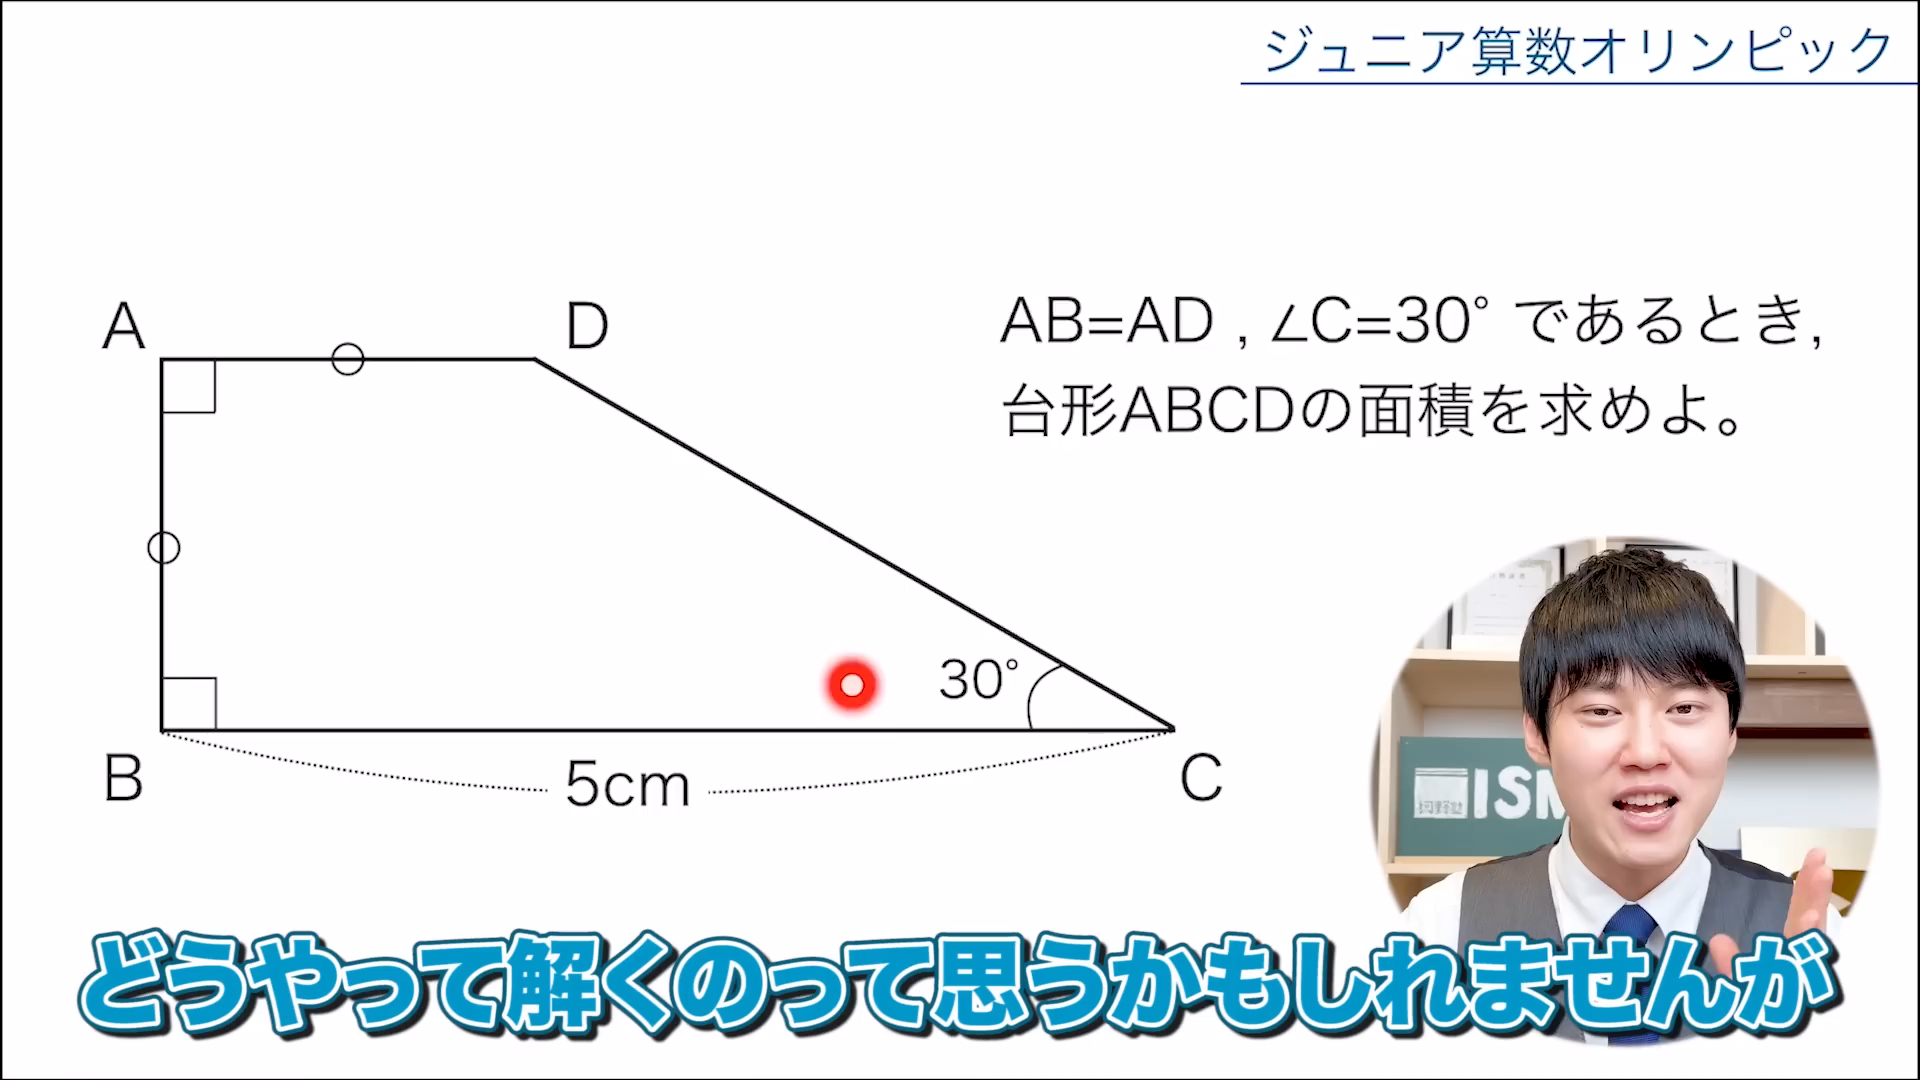 ジュニア算数オリンピック
A
D
AB=AD , ∠C=30° であるとき,
台形ABCDの面積を求めよ。
30°
B
5cm
C
ISM
どうやって解くのって思うかもしれませんが